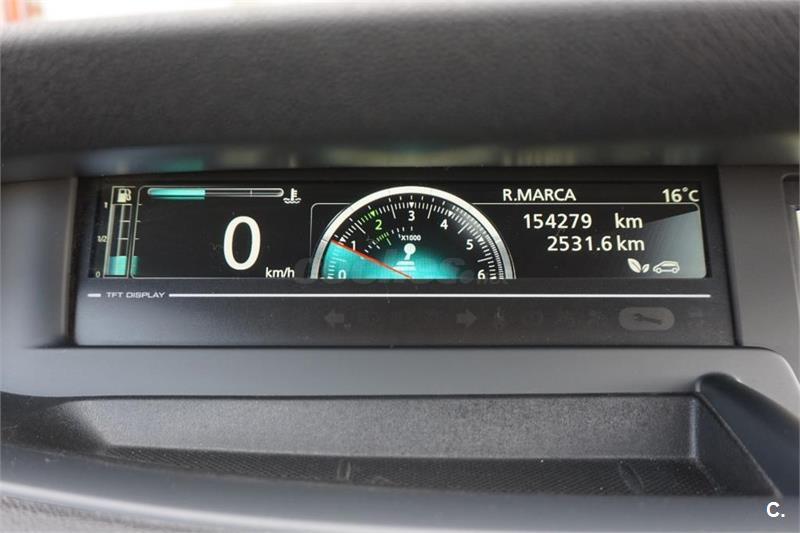 R.MARCA 16°C
1
1/2
0
0 km/h
0 1 2 3 4 5 6
X1000
154279 km
2531.6 km
TFT DISPLAY
C.